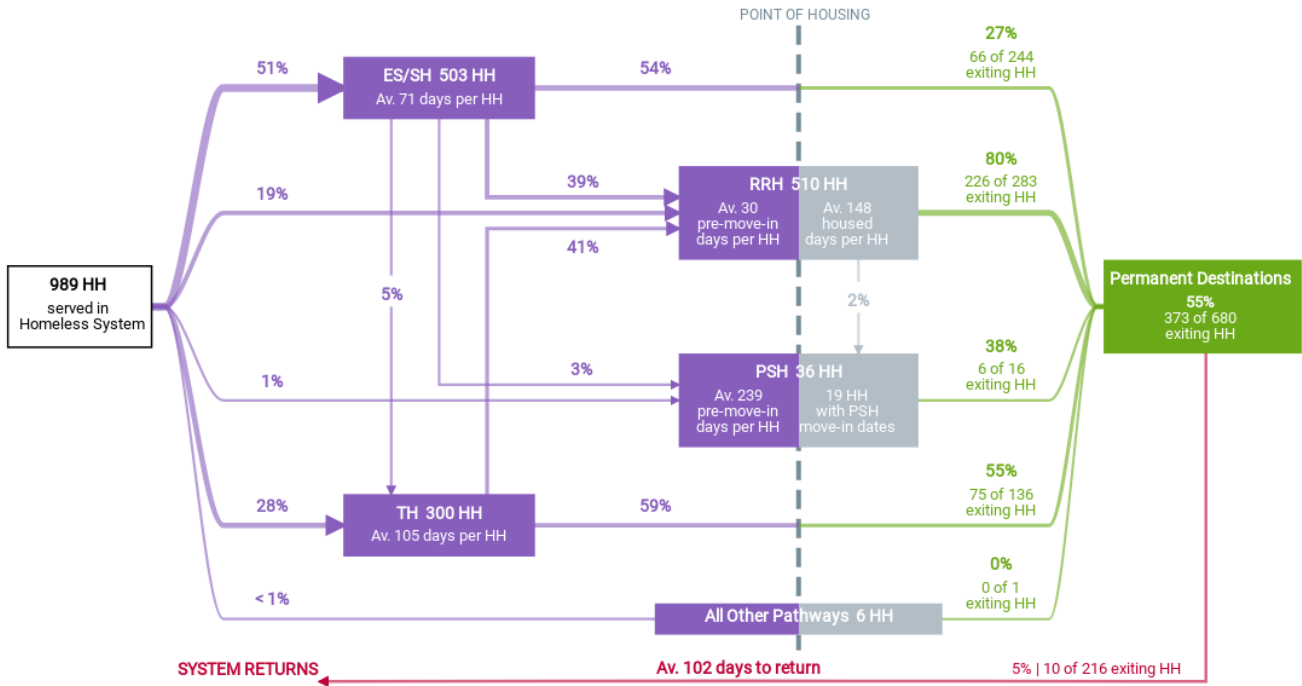 POINT OF HOUSING
51%
ES/SH 503 HH
Av. 71 days per HH
54%
27%
66 of 244
exiting HH
19%
39%
RRH 510 HH
Av. 30
pre-move-in
days per HH
Av. 148
housed
days per HH
80%
226 of 283
exiting HH
41%
989 HH
served in
Homeless System
5%
2%
Permanent Destinations
55%
373 of 680
exiting HH
1%
3%
PSH 36 HH
Av. 239
pre-move-in
days per HH
19 HH
with PSH
move-in dates
38%
6 of 16
exiting HH
28%
TH 300 HH
Av. 105 days per HH
59%
55%
75 of 136
exiting HH
< 1%
All Other Pathways 6 HH
0%
0 of 1
exiting HH
SYSTEM RETURNS
Av. 102 days to return
5% | 10 of 216 exiting HH